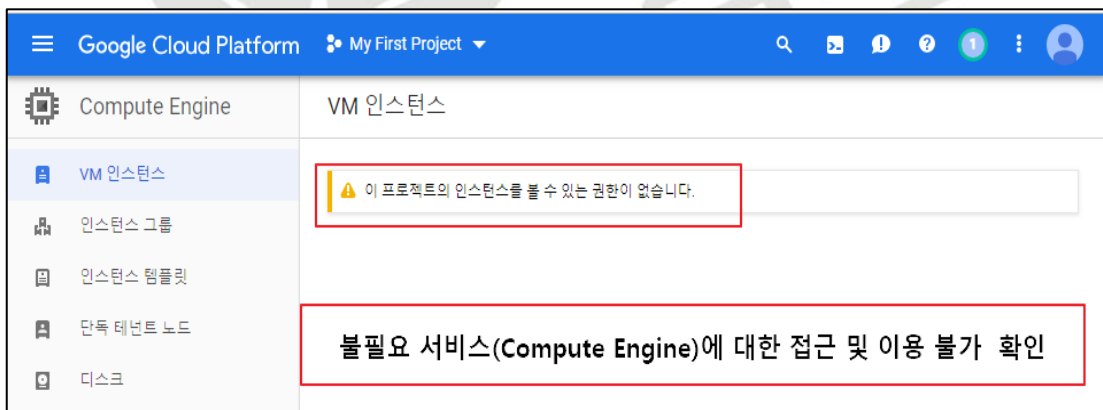 Google Cloud Platform My First Project 1
Compute Engine
VM 인스턴스
VM 인스턴스
이 프로젝트의 인스턴스를 볼 수 있는 권한이 없습니다.
인스턴스 그룹
인스턴스 템플릿
단독 테넌트 노드
불필요 서비스(Compute Engine)에 대한 접근 및 이용 불가 확인
디스크